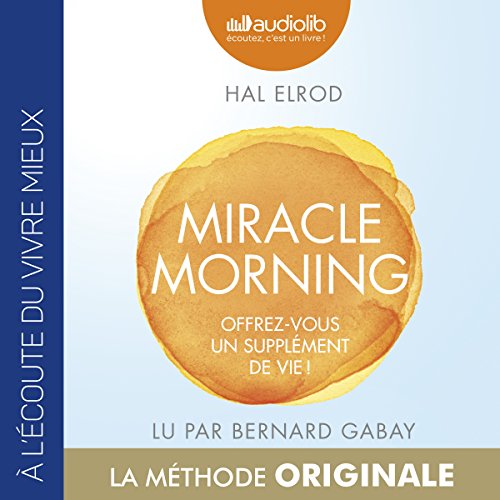 audiolib
écoutez, c'est un livre !
HAL ELROD
MIRACLE
MORNING
OFFREZ-VOUS
UN SUPPLÉMENT
DE VIE !
LU PAR BERNARD GABAY
LA MÉTHODE ORIGINALE
À L'ÉCOUTE DU VIVRE MIEUX